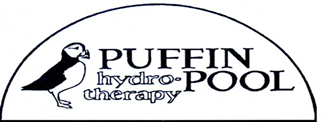 PUFFIN
hydro-
therapy POOL